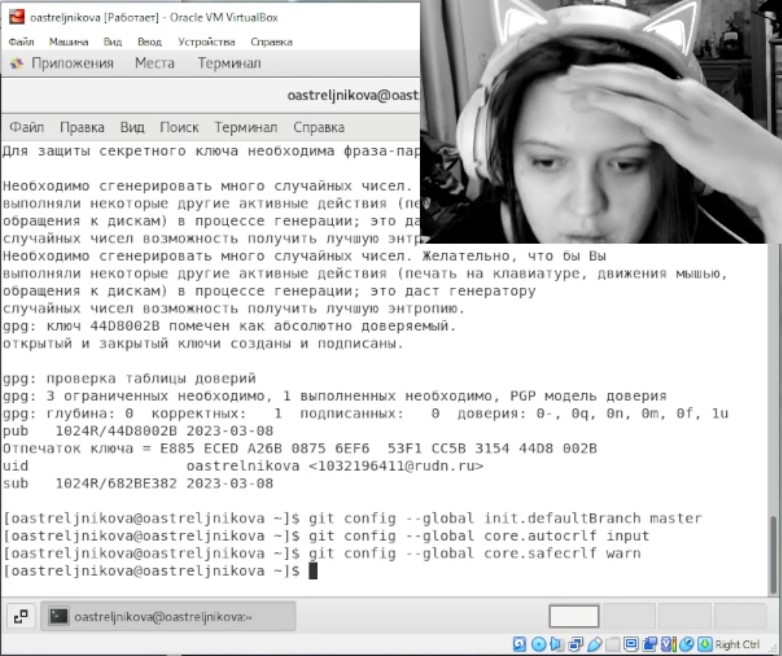 oastreljnikova [Работает] - Oracle VM VirtualBox
Файл Машина Вид Ввод Устройства Справка
Приложения Места Терминал
oastreljnikova@oast
Файл Правка Вид Поиск Терминал Справка
Для защиты секретного ключа необходима фраза-пар
Необходимо сгенерировать много случайных чисел.
выполняли некоторые другие активные действия (пе
обращения к дискам) в процессе генерации; это да
случайных чисел возможность получить лучшую энтр
Необходимо сгенерировать много случайных чисел. Желательно, что бы Вы
выполняли некоторые другие активные действия (печать на клавиатуре, движения мышью,
обращения к дискам) в процессе генерации; это даст генератору
случайных чисел возможность получить лучшую энтропию.
gpg: ключ 44D8002B помечен как абсолютно доверяемый.
открытый и закрытый ключи созданы и подписаны.
gpg: проверка таблицы доверий
gpg: 3 ограниченных необходимо, 1 выполненных необходимо, PGP модель доверия
gpg: глубина: 0 корректных: 1 подписанных: 0 доверия: 0-, 0q, 0n, 0m, 0f, 1u
pub 1024R/44D8002B 2023-03-08
Отпечаток ключа = E885 ECED A26B 0875 6EF6 53F1 CC5B 3154 44D8 002B
uid oastrelnikova <1032196411@rudn.ru>
sub 1024R/682BE382 2023-03-08
[oastreljnikova@oastreljnikova ~]$ git config --global init.defaultBranch master
[oastreljnikova@oastreljnikova ~]$ git config --global core.autocrlf input
[oastreljnikova@oastreljnikova ~]$ git config --global core.safecrlf warn
[oastreljnikova@oastreljnikova ~]$
oastreljnikova@oastreljnikova:~
Right Ctrl